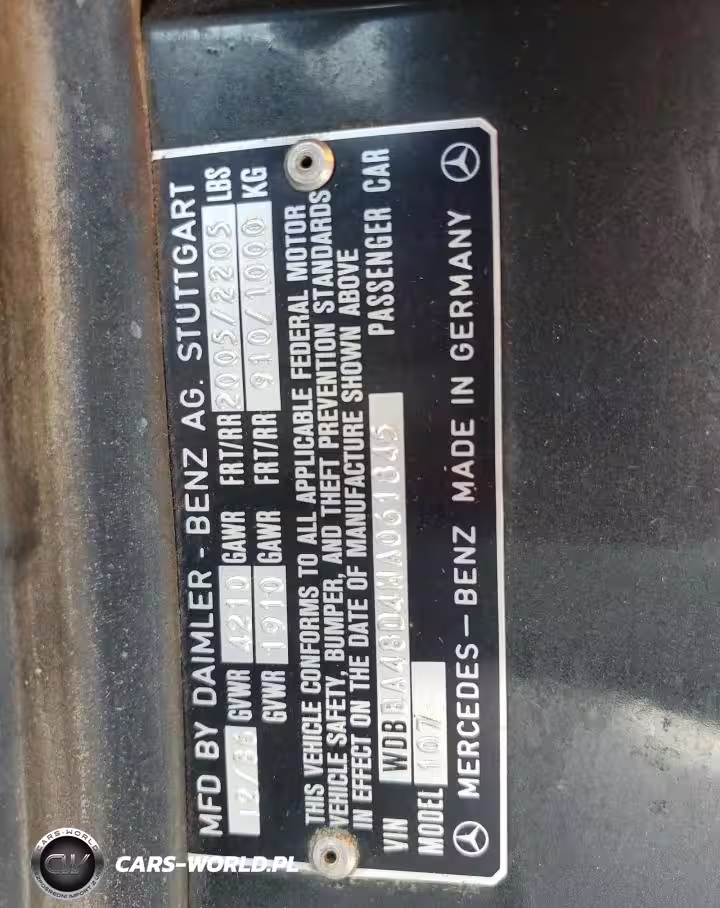 MFD BY DAIMLER - BENZ AG. STUTTGART
12/86 GVWR 4210 GAWR FRT/RR 2005/2205 LBS
GVWR 1910 GAWR FRT/RR 910/1000 KG
THIS VEHICLE CONFORMS TO ALL APPLICABLE FEDERAL MOTOR
VEHICLE SAFETY, BUMPER, AND THEFT PREVENTION STANDARDS
IN EFFECT ON THE DATE OF MANUFACTURE SHOWN ABOVE
VIN WDB PASSENGER CAR
MODEL 107
MERCEDES – BENZ MADE IN GERMANY
CARS-WORLD.PL
CARS-WORLD